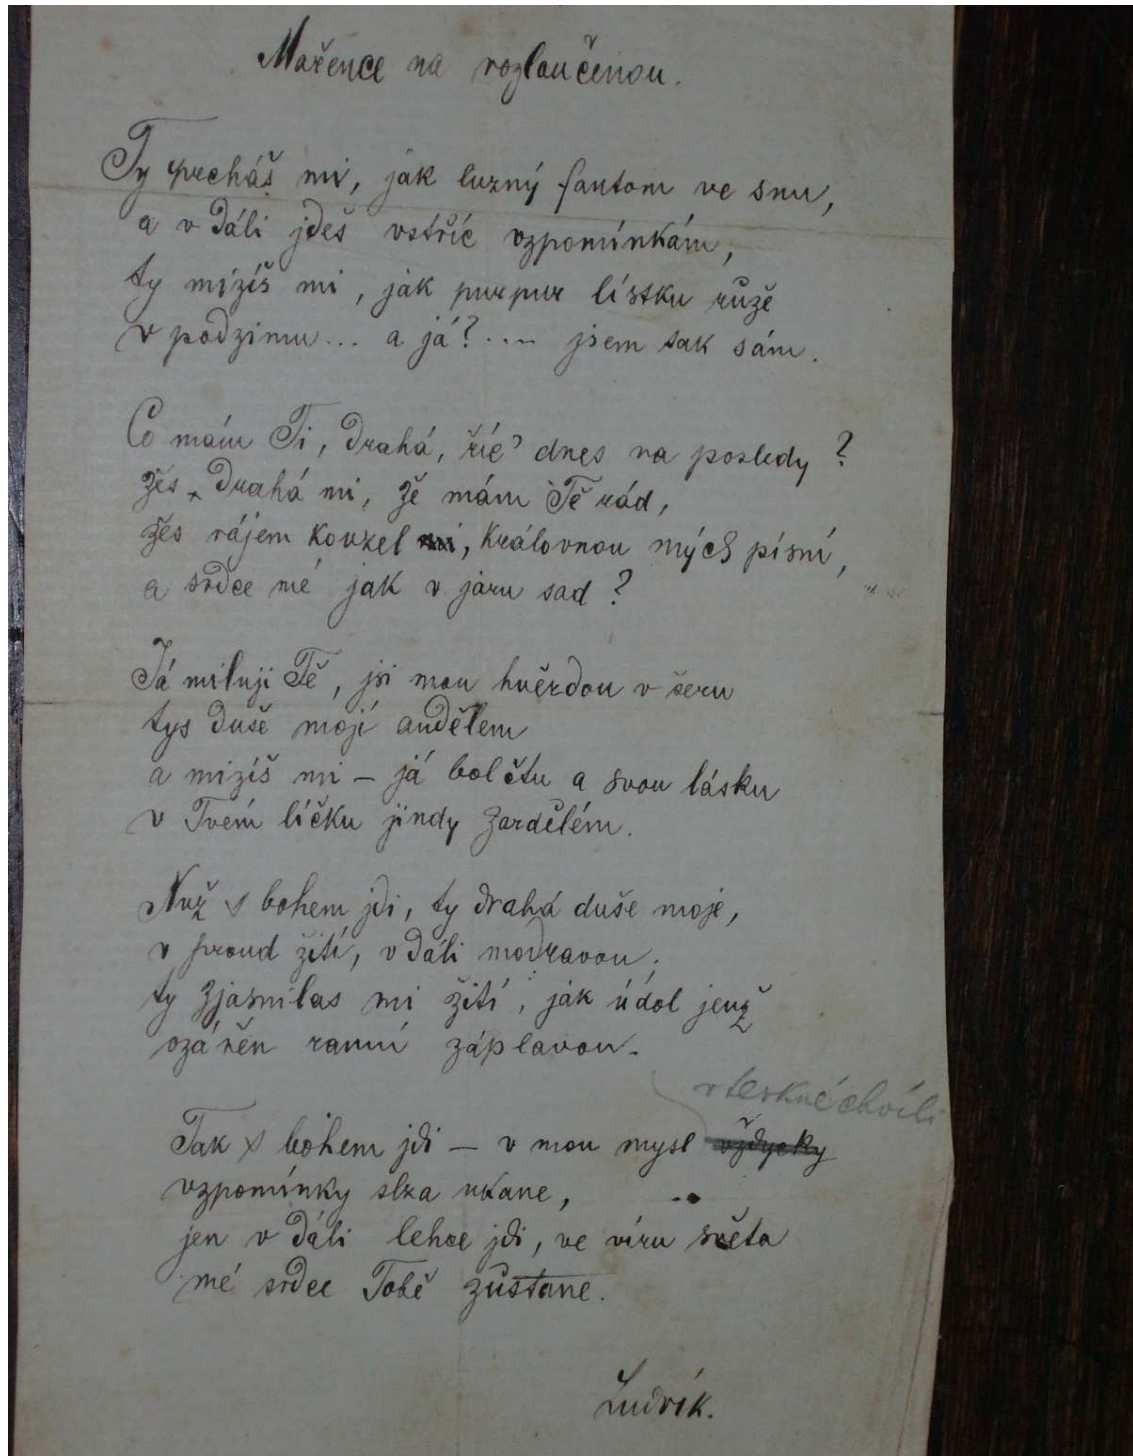 Mařence na rozloučenou.
Ty prcháš mi, jak luzný fantom ve snu,
a v dáli jdeš vstříc vzpomínkám,
ty mizíš mi, jak purpur lístku růže
v podzimu... a já?.... jsem tak sám.
Co mám Ti, drahá, říc' dnes na posledy?
žes drahá mi, že mám Tě rád,
žes rájem kouzel mi, královnou mých písní,
a srdce mé jak v jaru sad?
Já miluji Tě, jsi mou hvězdou v šeru
tys duše mojí andělem
a mizíš mi – já bol čtu a svou lásku
v Tvém líčku jindy zardělém.
Nuž s bohem jdi, ty drahá duše moje,
v proud žití, v dáli modravou,
ty zjasnilas mi žití, jak údol jenž
ozářen ranní záplavou.
v teskné chvíli
Tak s bohem jdi – v mou mysl vždycky
vzpomínky slza ukane,
jen v dáli lehce jdi, ve víru světa
mé srdce Tobě zůstane.
Ludvík.